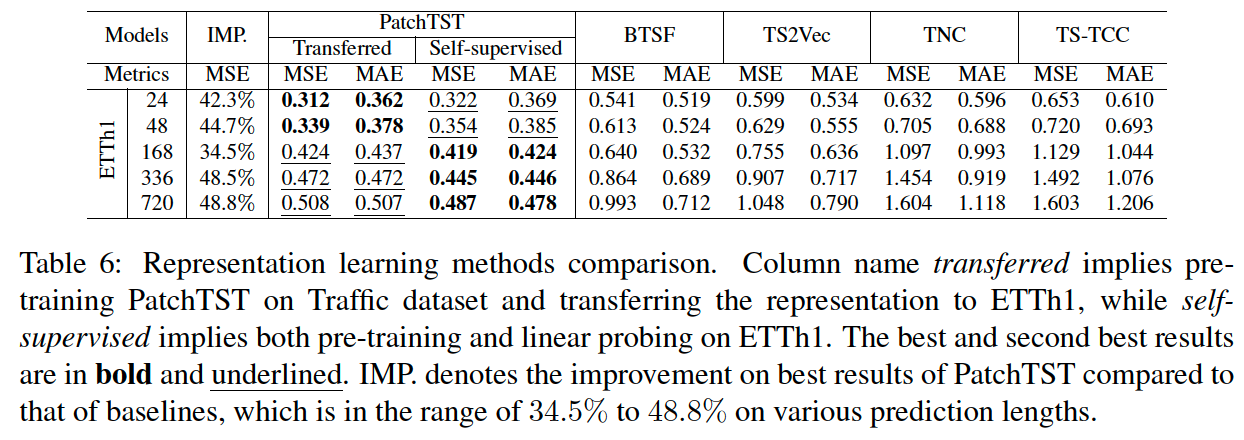 Models IMP. PatchTST BTSF TS2Vec TNC TS-TCC
Transferred Self-supervised
Metrics MSE MSE MAE MSE MAE MSE MAE MSE MAE MSE MAE MSE MAE
ETTh1
24 42.3% 0.312 0.362 0.322 0.369 0.541 0.519 0.599 0.534 0.632 0.596 0.653 0.610
48 44.7% 0.339 0.378 0.354 0.385 0.613 0.524 0.629 0.555 0.705 0.688 0.720 0.693
168 34.5% 0.424 0.437 0.419 0.424 0.640 0.532 0.755 0.636 1.097 0.993 1.129 1.044
336 48.5% 0.472 0.472 0.445 0.446 0.864 0.689 0.907 0.717 1.454 0.919 1.492 1.076
720 48.8% 0.508 0.507 0.487 0.478 0.993 0.712 1.048 0.790 1.604 1.118 1.603 1.206
Table 6: Representation learning methods comparison. Column name transferred implies pre-
training PatchTST on Traffic dataset and transferring the representation to ETTh1, while self-
supervised implies both pre-training and linear probing on ETTh1. The best and second best results
are in bold and underlined. IMP. denotes the improvement on best results of PatchTST compared to
that of baselines, which is in the range of 34.5% to 48.8% on various prediction lengths.